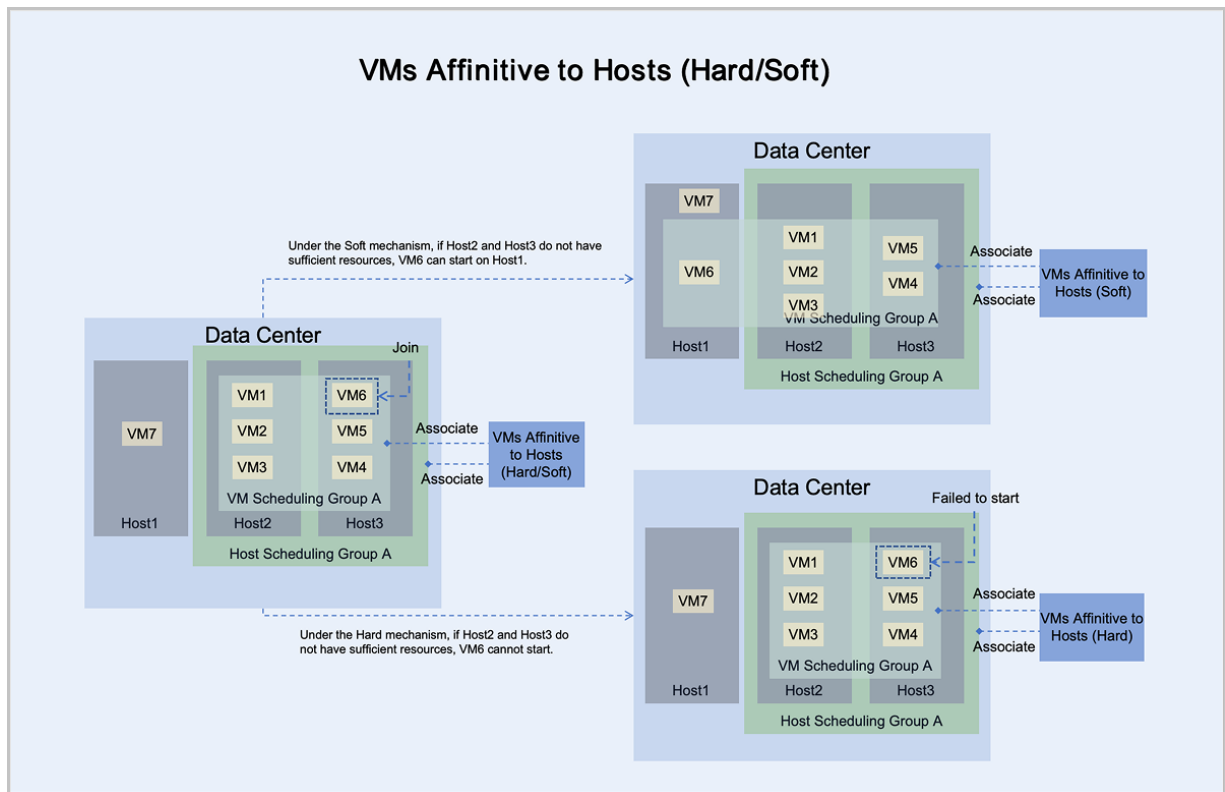 VMs Affinitive to Hosts (Hard/Soft)
Data Center
VM7
VM6
VM1
VM2
VM3
VM5
VM4
VM Scheduling Group A
Host1
Host2
Host3
Host Scheduling Group A
Associate
Associate
VMs Affinitive to
Hosts (Soft)
Under the Soft mechanism, if Host2 and Host3 do not have
sufficient resources, VM6 can start on Host1.
Data Center
Join
VM7
VM1
VM2
VM3
VM6
VM5
VM4
VM Scheduling Group A
Host1
Host2
Host3
Host Scheduling Group A
Associate
Associate
VMs Affinitive
to Hosts
(Hard/Soft)
Under the Hard mechanism, if Host2 and Host3 do
not have sufficient resources, VM6 cannot start.
Data Center
Failed to start
VM7
VM1
VM2
VM3
VM6
VM5
VM4
VM Scheduling Group A
Host1
Host2
Host3
Host Scheduling Group A
Associate
Associate
VMs Affinitive to
Hosts (Hard)